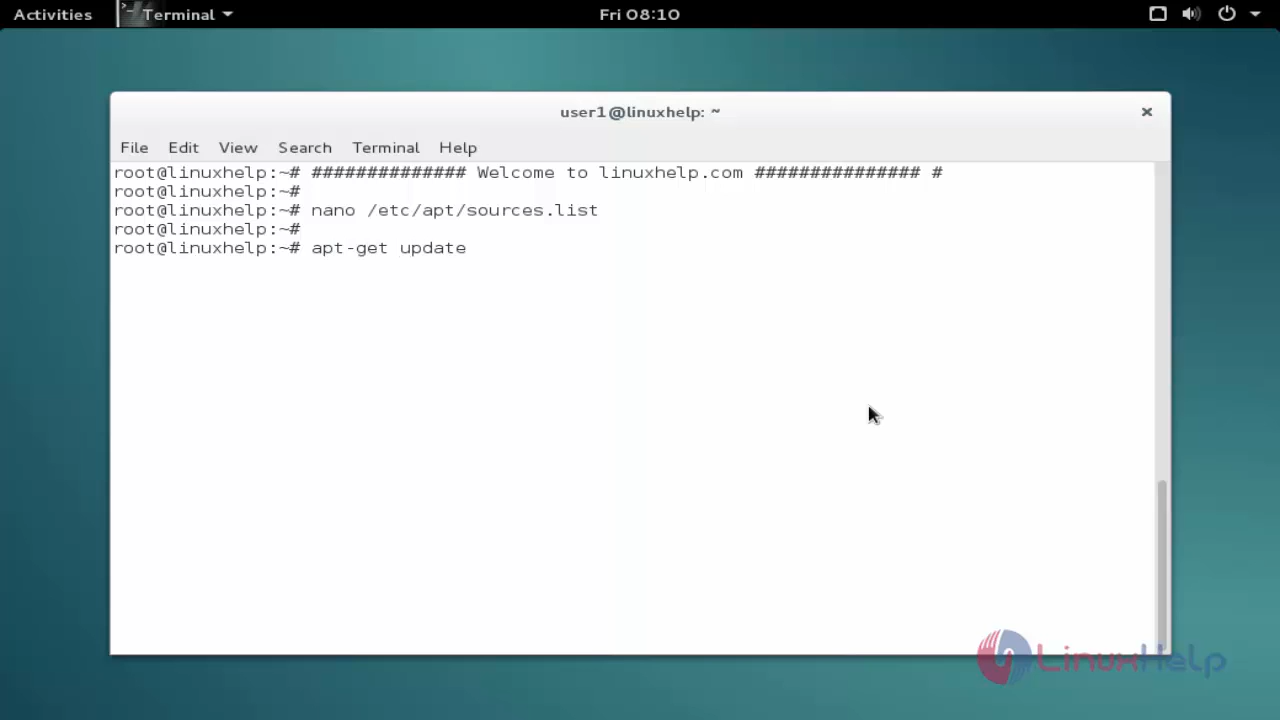 Activities Terminal Fri 08:10
user1@linuxhelp: ~
File Edit View Search Terminal Help
root@linuxhelp:~# ############## Welcome to linuxhelp.com ############### #
root@linuxhelp:~#
root@linuxhelp:~# nano /etc/apt/sources.list
root@linuxhelp:~#
root@linuxhelp:~# apt-get update
LinuxHelp